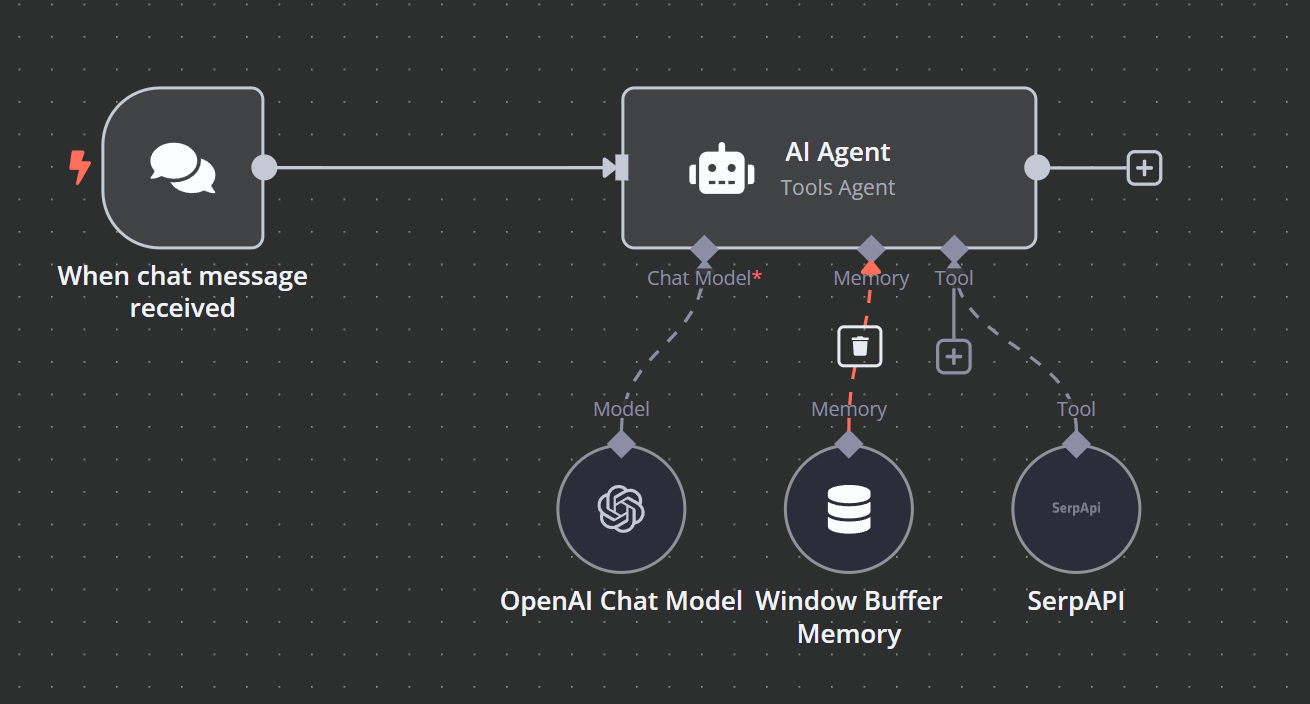 AI Agent
Tools Agent
When chat message
received
Chat Model*
Memory
Tool
Model
Memory
Tool
SerpApi
OpenAI Chat Model
Window Buffer
Memory
SerpAPI